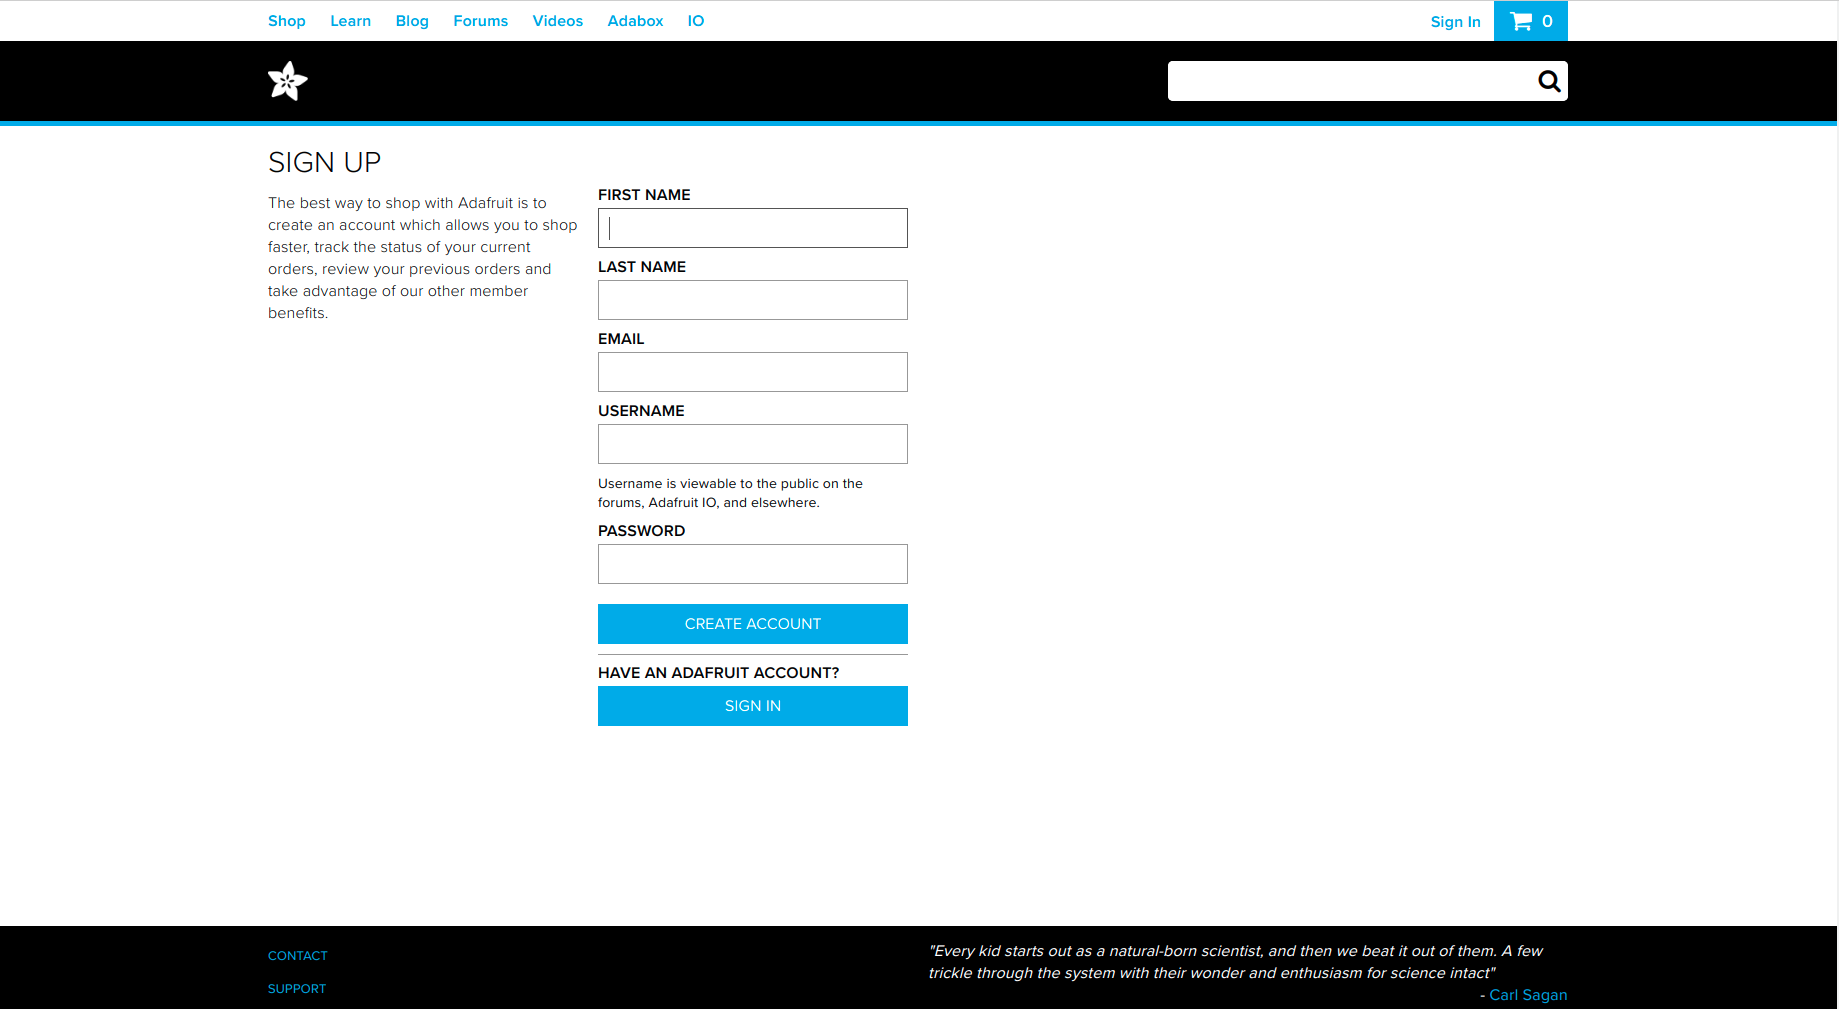 Shop Learn Blog Forums Videos Adabox IO
Sign In 0
SIGN UP
The best way to shop with Adafruit is to
create an account which allows you to shop
faster, track the status of your current
orders, review your previous orders and
take advantage of our other member
benefits.
FIRST NAME
LAST NAME
EMAIL
USERNAME
Username is viewable to the public on the
forums, Adafruit IO, and elsewhere.
PASSWORD
CREATE ACCOUNT
HAVE AN ADAFRUIT ACCOUNT?
SIGN IN
CONTACT
SUPPORT
"Every kid starts out as a natural-born scientist, and then we beat it out of them. A few
trickle through the system with their wonder and enthusiasm for science intact"
- Carl Sagan